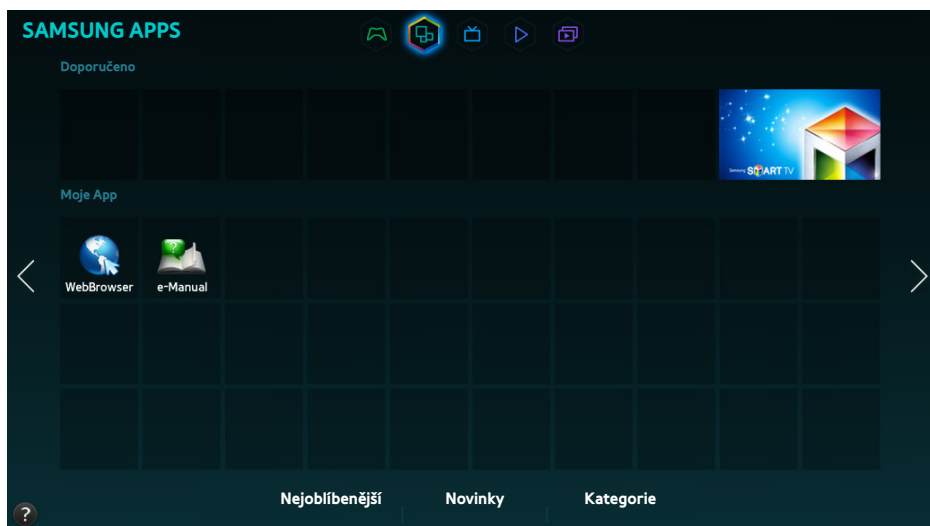 SAMSUNG APPS
Doporučeno
Samsung SMART TV
Moje App
?
WebBrowser e-Manual
Nejoblíbenější Novinky Kategorie
?